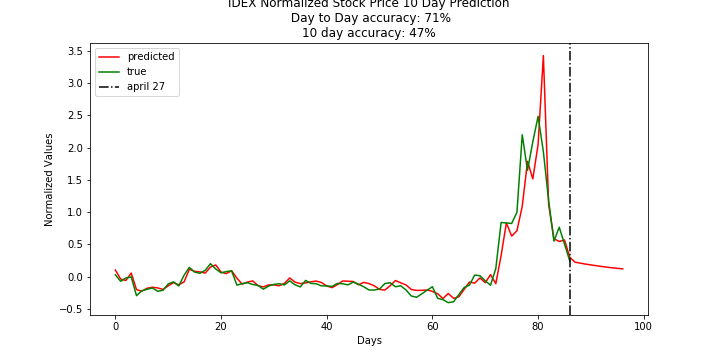 IDEX Normalized Stock Price 10 Day Prediction
Day to Day accuracy: 71%
10 day accuracy: 47%
predicted
true
april 27
Normalized Values
3.5
3.0
2.5
2.0
1.5
1.0
0.5
0.0
−0.5
0
20
40
60
80
100
Days